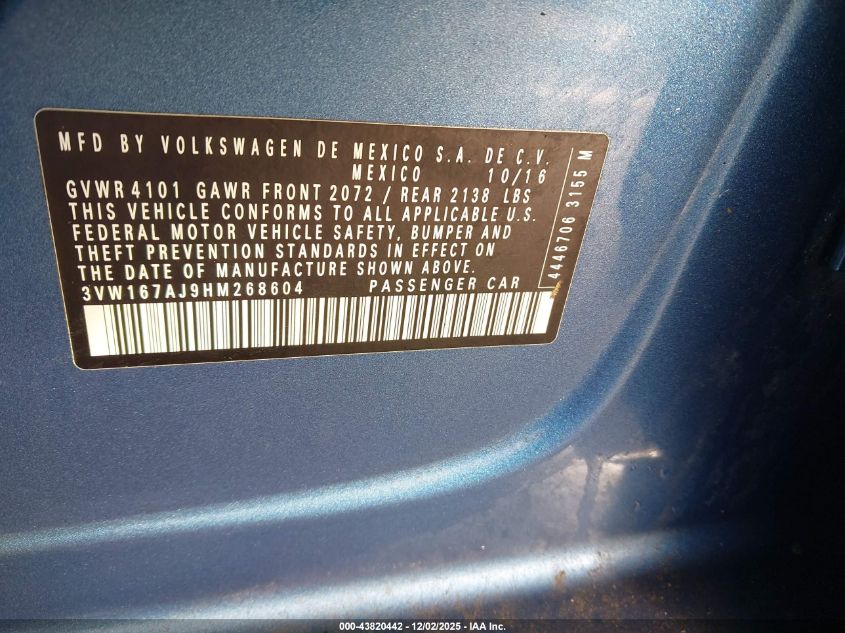 MFD BY VOLKSWAGEN DE MEXICO S.A. DE C.V.
MEXICO 10/16
GVWR 4101 GAWR FRONT 2072 / REAR 2138 LBS
THIS VEHICLE CONFORMS TO ALL APPLICABLE U.S.
FEDERAL MOTOR VEHICLE SAFETY, BUMPER AND
THEFT PREVENTION STANDARDS IN EFFECT ON
THE DATE OF MANUFACTURE SHOWN ABOVE.
3VW167AJ9HM268604 PASSENGER CAR
4446706 3155 M
000-43820442 - 12/02/2025 - IAA Inc.